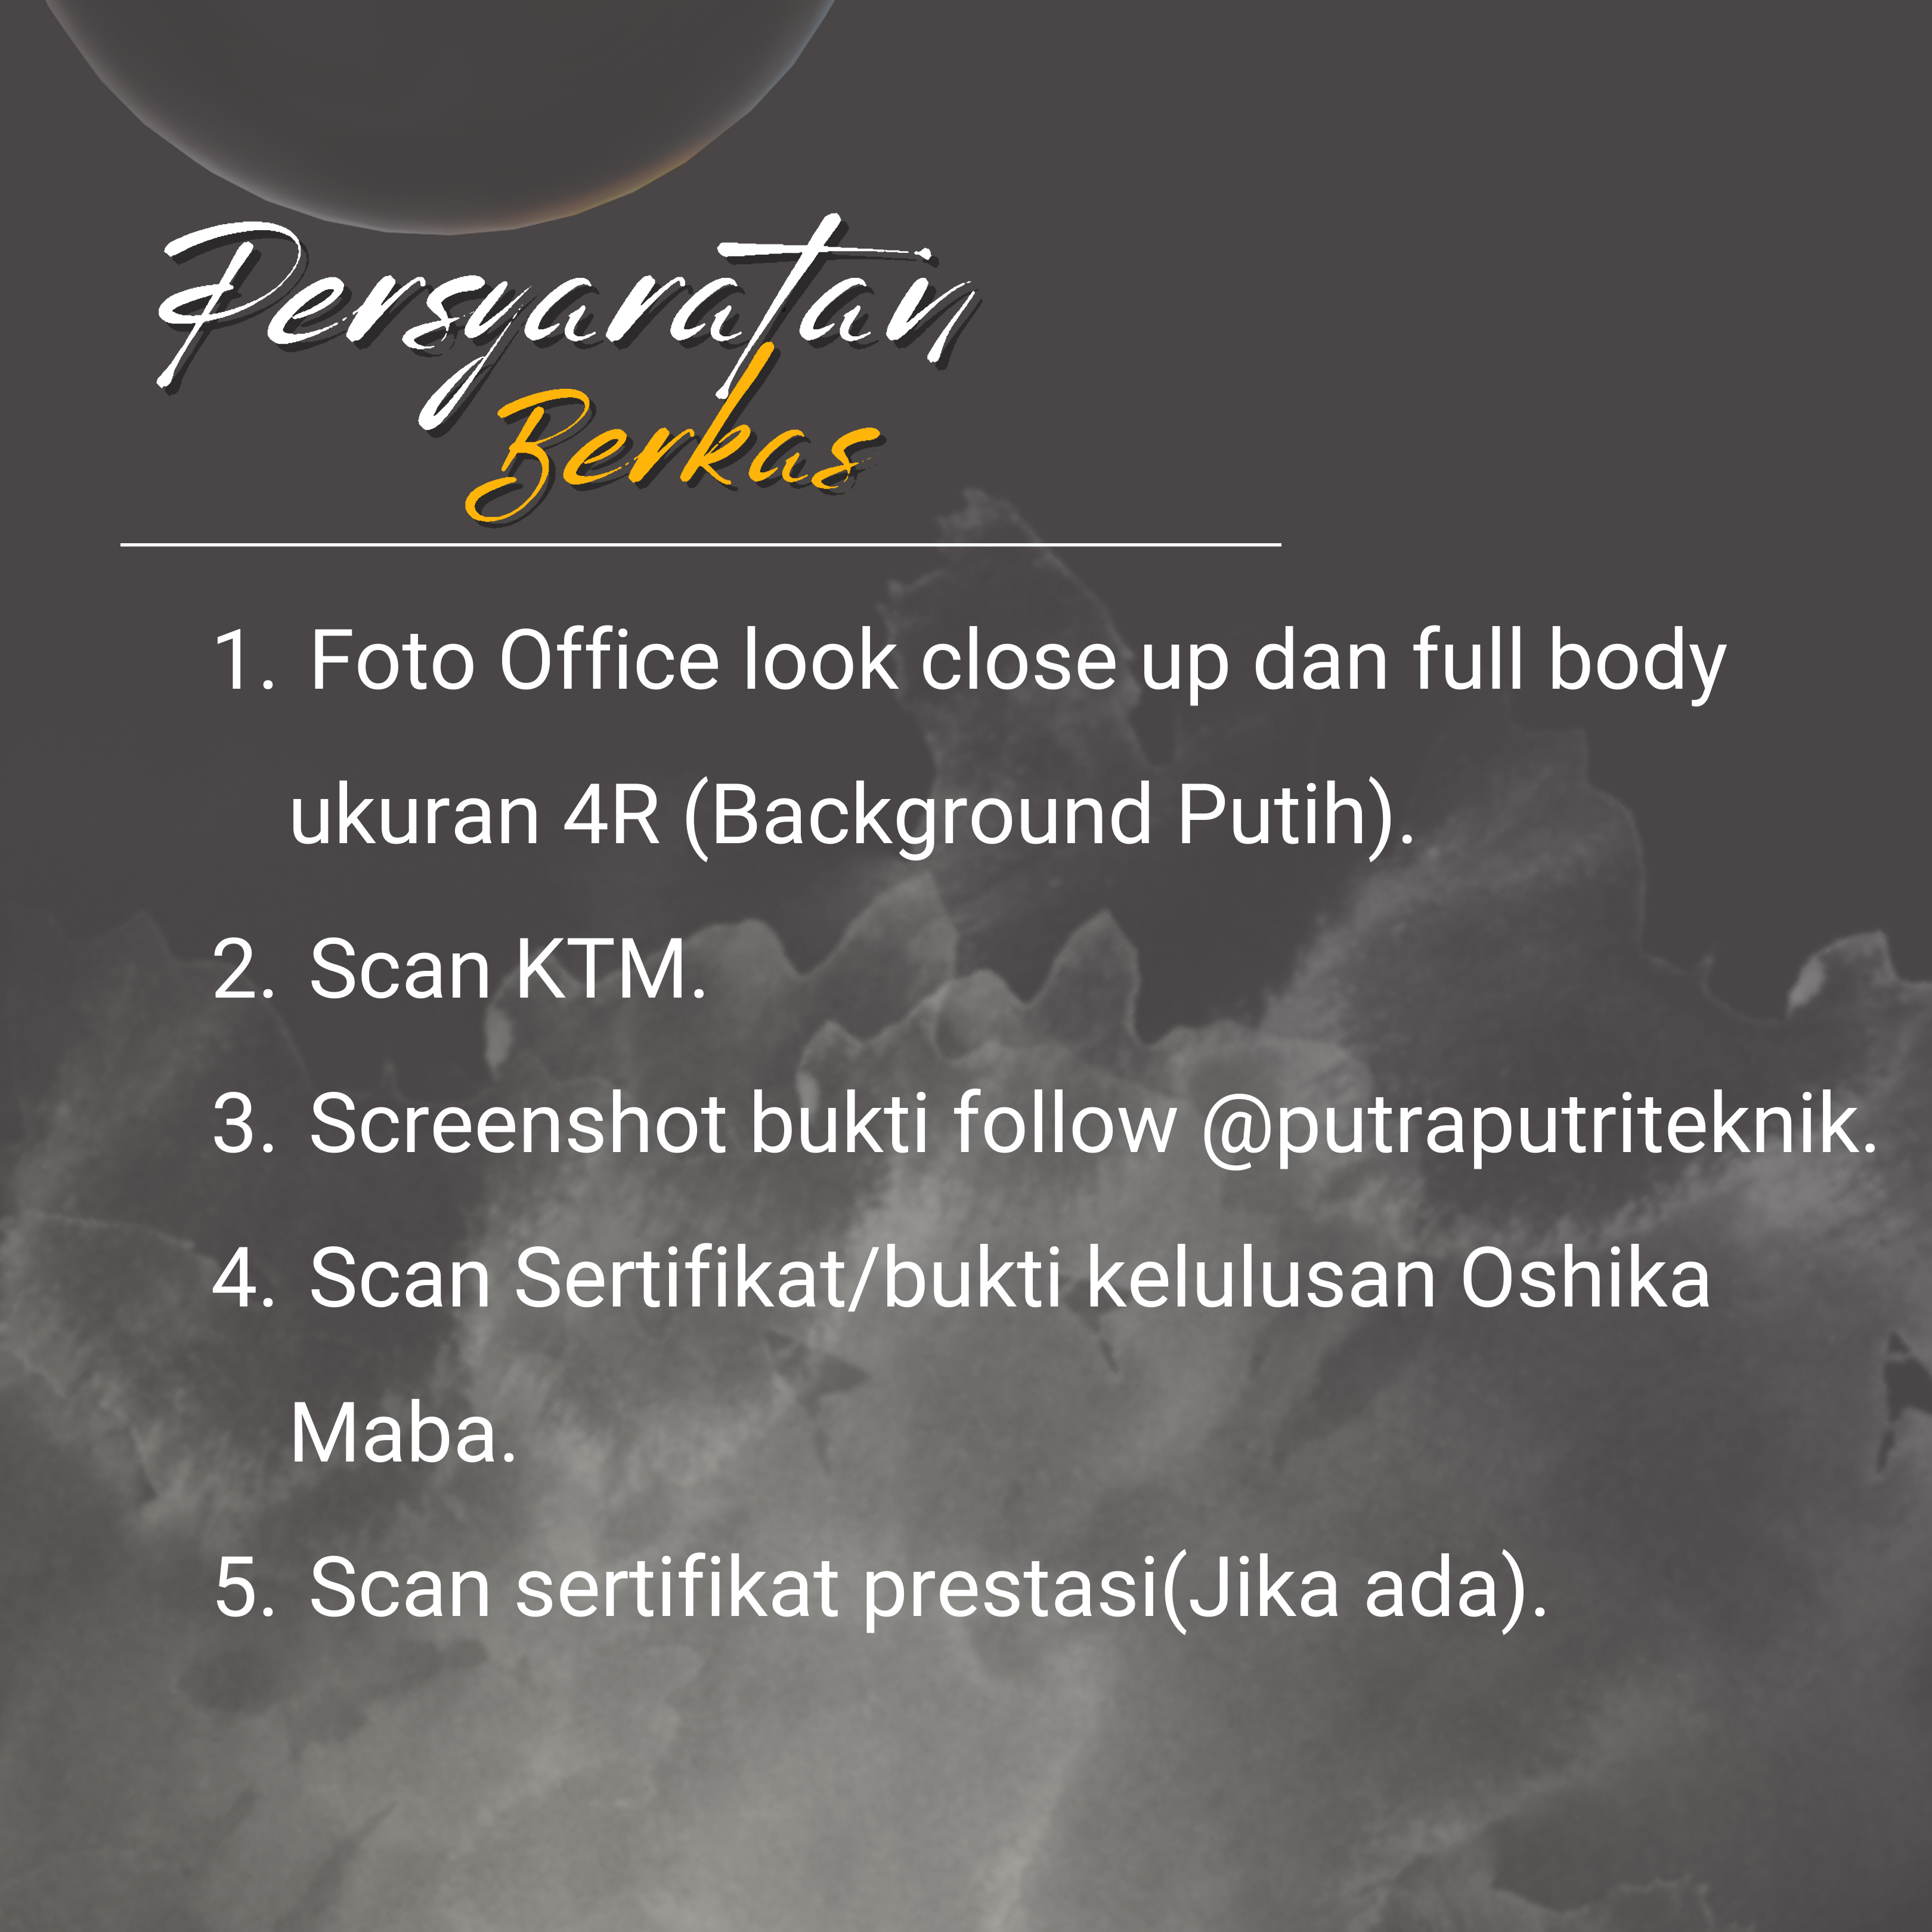 Persyaratan
Berkas
1. Foto Office look close up dan full body
ukuran 4R (Background Putih).
2. Scan KTM.
3. Screenshot bukti follow @putraputriteknik.
4. Scan Sertifikat/bukti kelulusan Oshika
Maba.
5. Scan sertifikat prestasi(Jika ada).